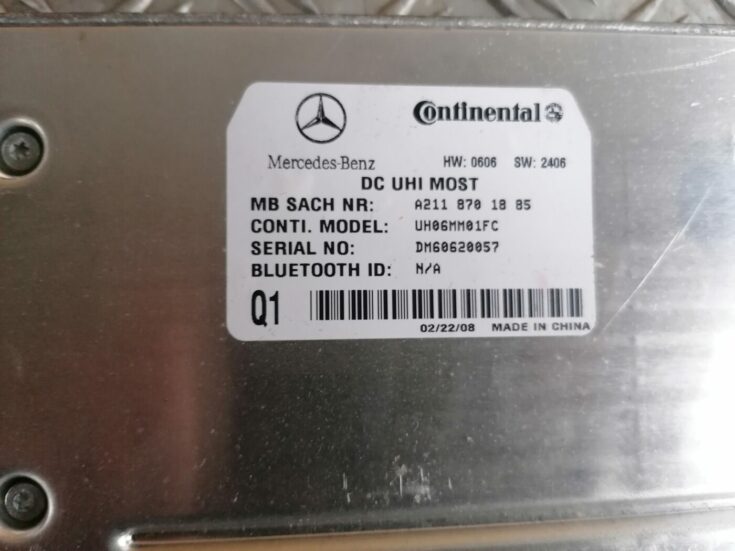 Continental
Mercedes-Benz HW: 0606 SW: 2406
DC UHI MOST
MB SACH NR: A211 870 18 85
CONTI. MODEL: UH06MM01FC
SERIAL NO: DM60620057
BLUETOOTH ID: N/A
Q1
02/22/08 MADE IN CHINA